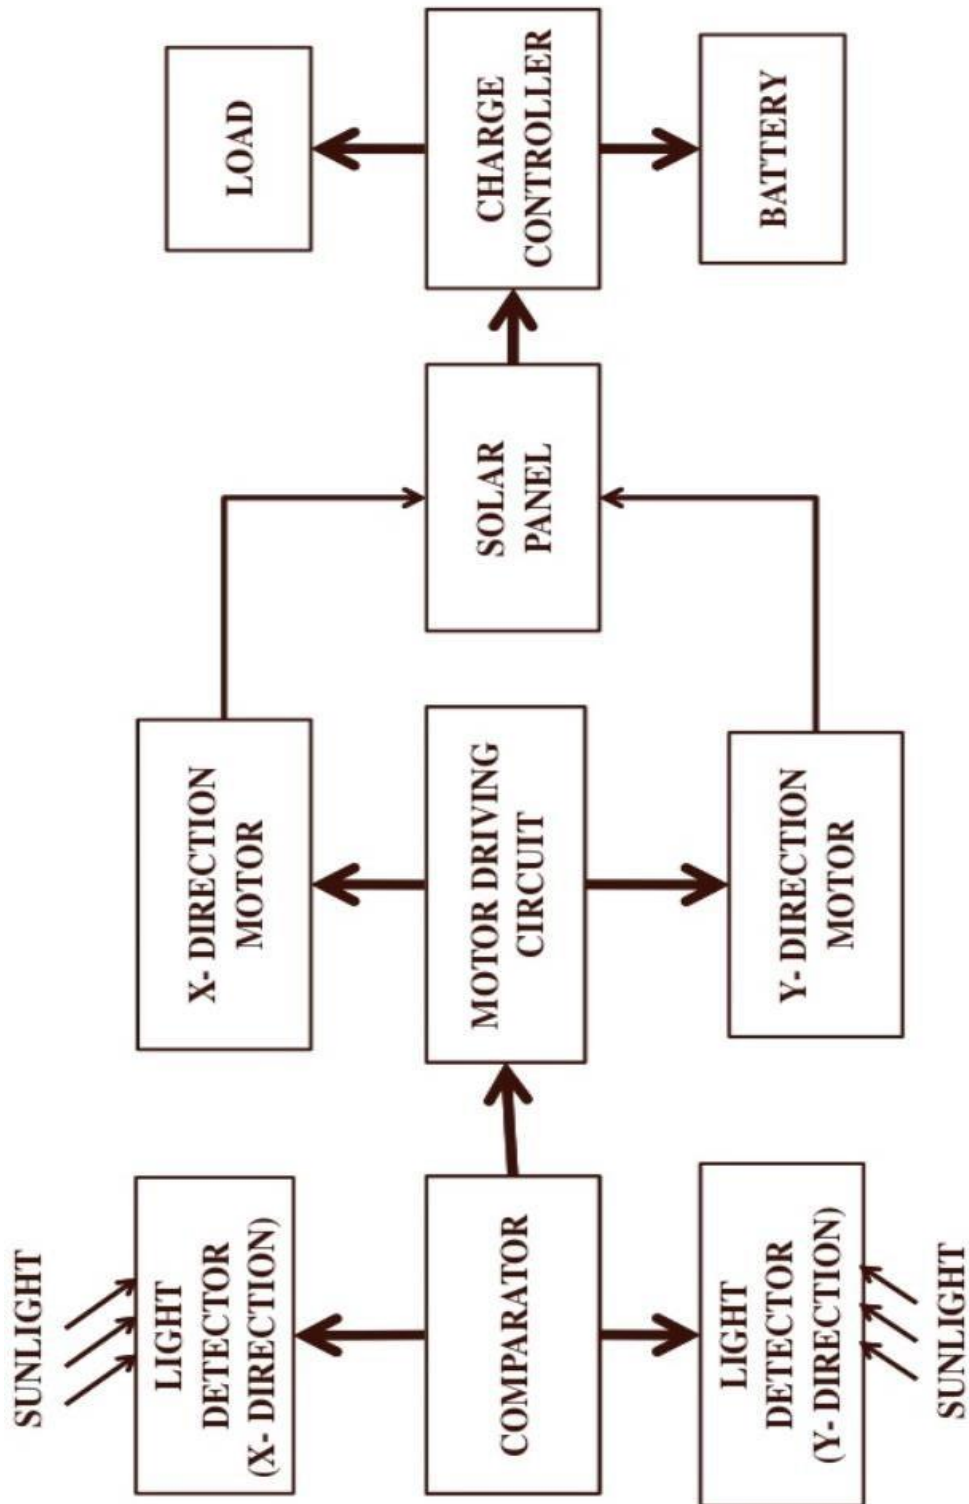 SUNLIGHT
LIGHT
DETECTOR
(X- DIRECTION)
COMPARATOR
LIGHT
DETECTOR
(Y- DIRECTION)
SUNLIGHT
X- DIRECTION
MOTOR
MOTOR DRIVING
CIRCUIT
Y- DIRECTION
MOTOR
SOLAR
PANEL
LOAD
CHARGE
CONTROLLER
BATTERY